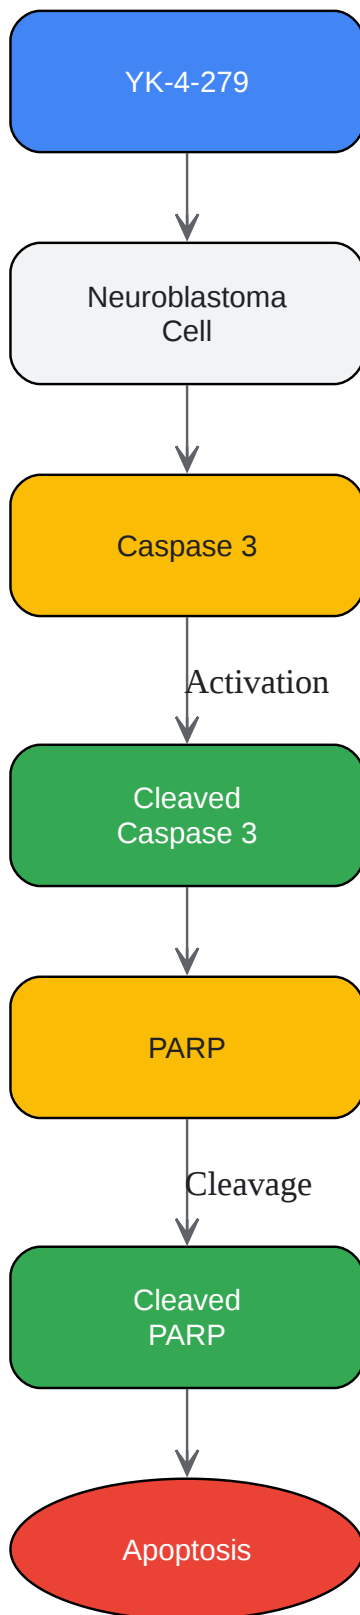 YK-4-279
Neuroblastoma
Cell
Caspase 3
Activation
Cleaved
Caspase 3
PARP
Cleavage
Cleaved
PARP
Apoptosis